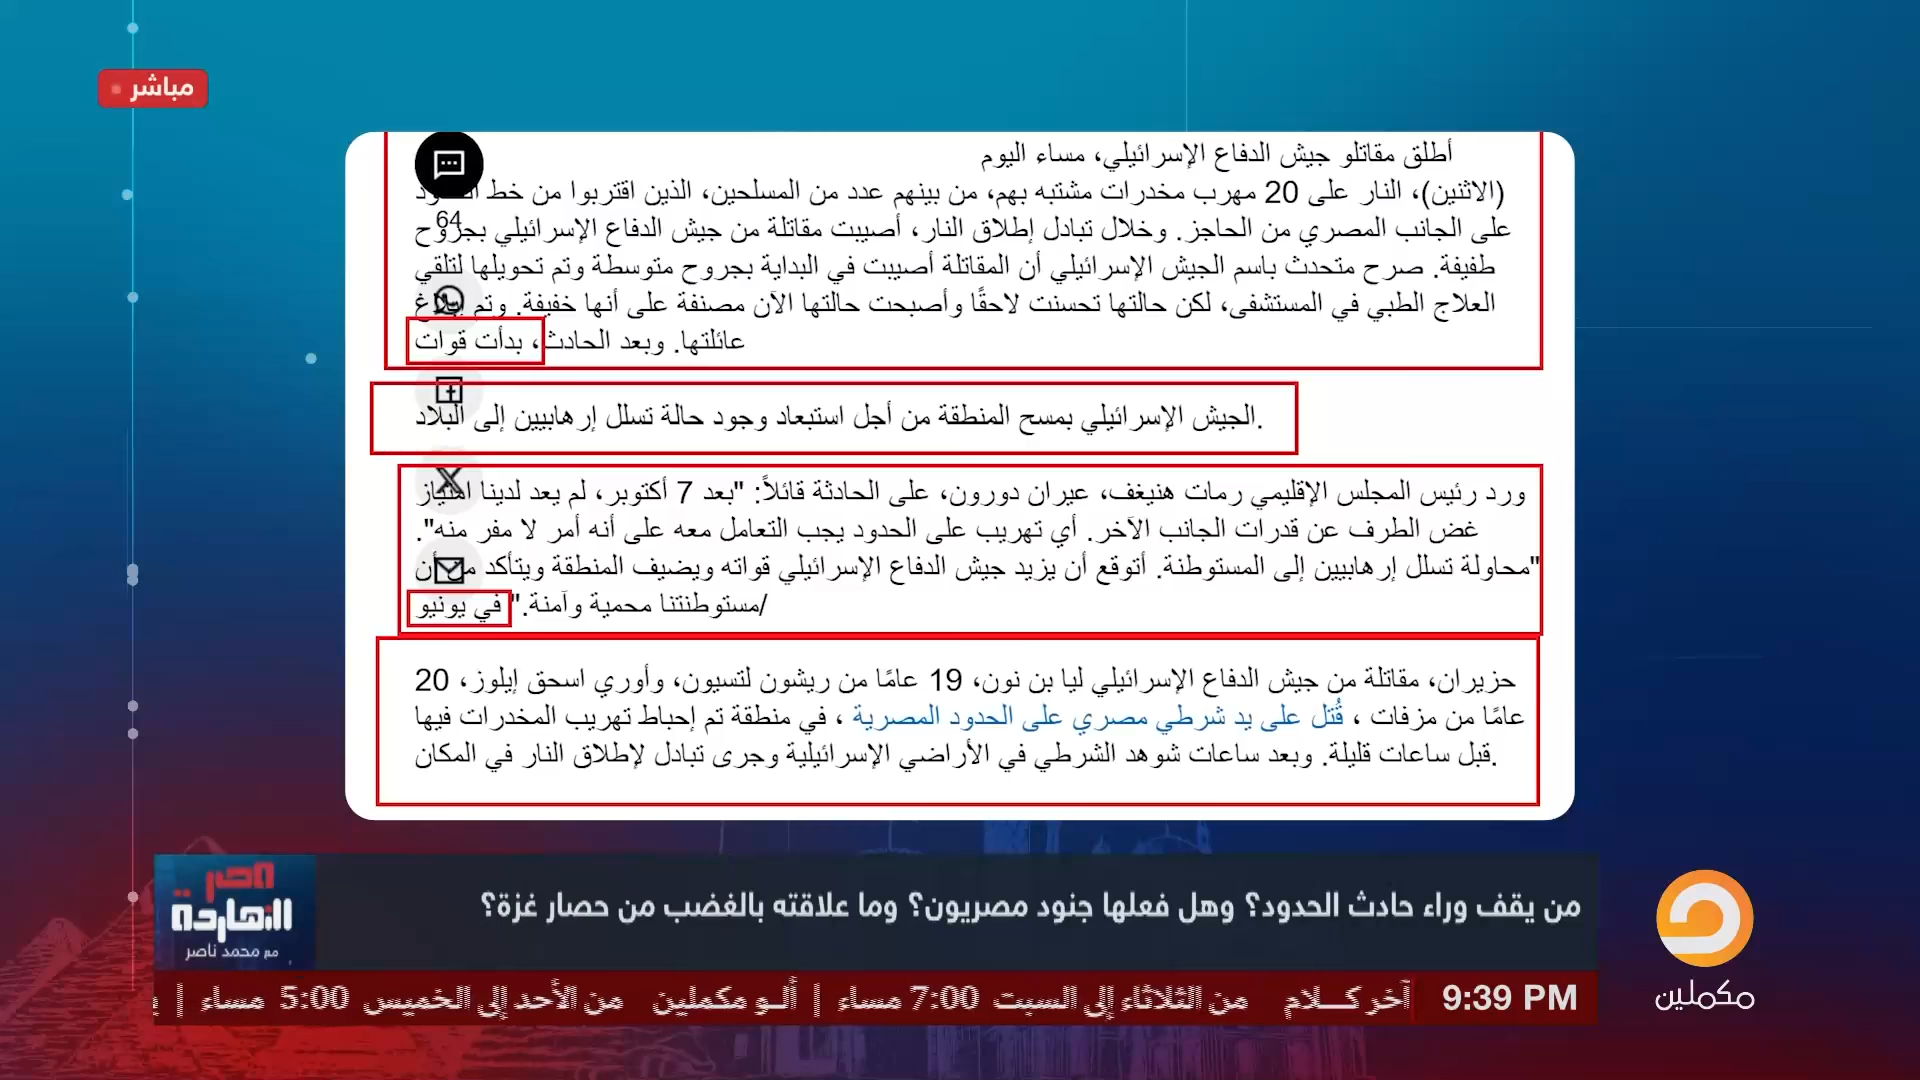 مباشر
أطلق مقاتلو جيش الدفاع الإسرائيلي، مساء اليوم
(الاثنين)، النار على 20 مهرب مخدرات مشتبه بهم، من بينهم عدد من المسلحين، الذين اقتربوا من خط
64
على الجانب المصري من الحاجز. وخلال تبادل إطلاق النار، أصيبت مقاتلة من جيش الدفاع الإسرائيلي بجروح
طفيفة. صرح متحدث باسم الجيش الإسرائيلي أن المقاتلة أصيبت في البداية بجروح متوسطة وتم تحويلها لتلقي
العلاج الطبي في المستشفى، لكن حالتها تحسنت لاحقًا وأصبحت حالتها الآن مصنفة على أنها خفيفة. وتم إبلاغ
عائلتها. وبعد الحادث، بدأت قوات
الجيش الإسرائيلي بمسح المنطقة من أجل استبعاد وجود حالة تسلل إرهابيين إلى البلاد.
ورد رئيس المجلس الإقليمي رمات هنيغف، عيران دورون، على الحادثة قائلاً: "بعد 7 أكتوبر، لم يعد لدينا امتياز
غض الطرف عن قدرات الجانب الآخر. أي تهريب على الحدود يجب التعامل معه على أنه أمر لا مفر منه".
"محاولة تسلل إرهابيين إلى المستوطنة. أتوقع أن يزيد جيش الدفاع الإسرائيلي قواته ويضيف المنطقة ويتأكد من أن
/مستوطنتنا محمية وآمنة." في يونيو
حزيران، مقاتلة من جيش الدفاع الإسرائيلي ليا بن نون، 19 عامًا من ريشون لتسيون، وأوري اسحق إيلوز، 20
عامًا من مزفات ، قُتل على يد شرطي مصري على الحدود المصرية ، في منطقة تم إحباط تهريب المخدرات فيها
قبل ساعات قليلة. وبعد ساعات شوهد الشرطي في الأراضي الإسرائيلية وجرى تبادل لإطلاق النار في المكان.
من يقف وراء حادث الحدود؟ وهل فعلها جنود مصريون؟ وما علاقته بالغضب من حصار غزة؟
مصر
النهاردة
مع محمد ناصر
9:39 PM
آخر كـــلام من الثلاثاء إلى السبت 7:00 مساء | ألـو مكملين من الأحد إلى الخميس 5:00 مساء |
مكملين